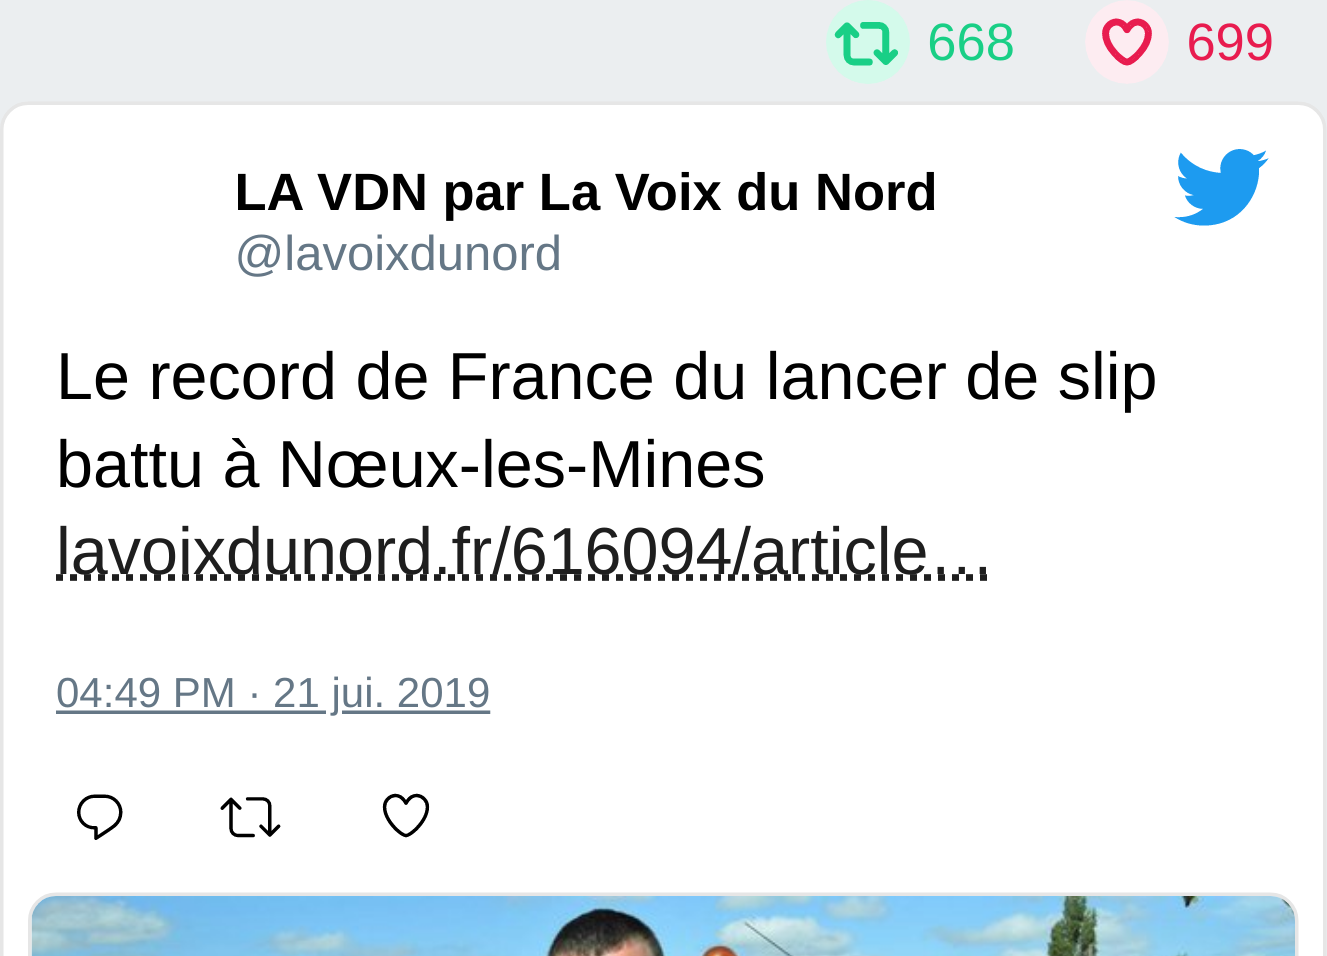 668 699
LA VDN par La Voix du Nord
@lavoixdunord
Le record de France du lancer de slip
battu à Nœux-les-Mines
lavoixdunord.fr/616094/article…
04:49 PM · 21 jui. 2019